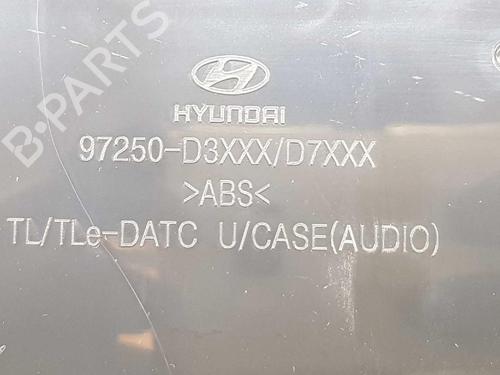 B-PARTS
HYUNDAI
97250-D3XXX/D7XXX
>ABS<
TL/TLe-DATC U/CASE(AUDIO)